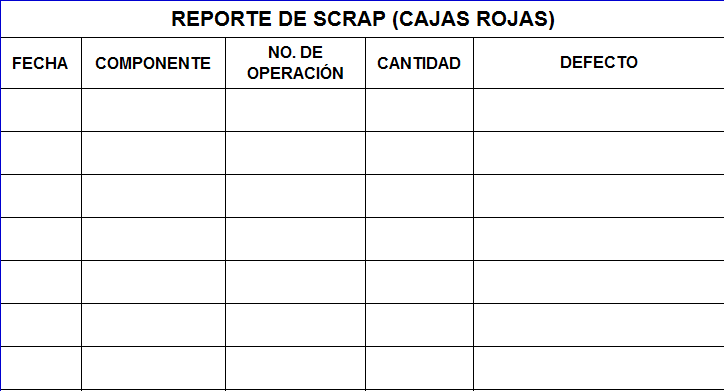 REPORTE DE SCRAP (CAJAS ROJAS)
FECHA
COMPONENTE
NO. DE
OPERACIÓN
CANTIDAD
DEFECTO